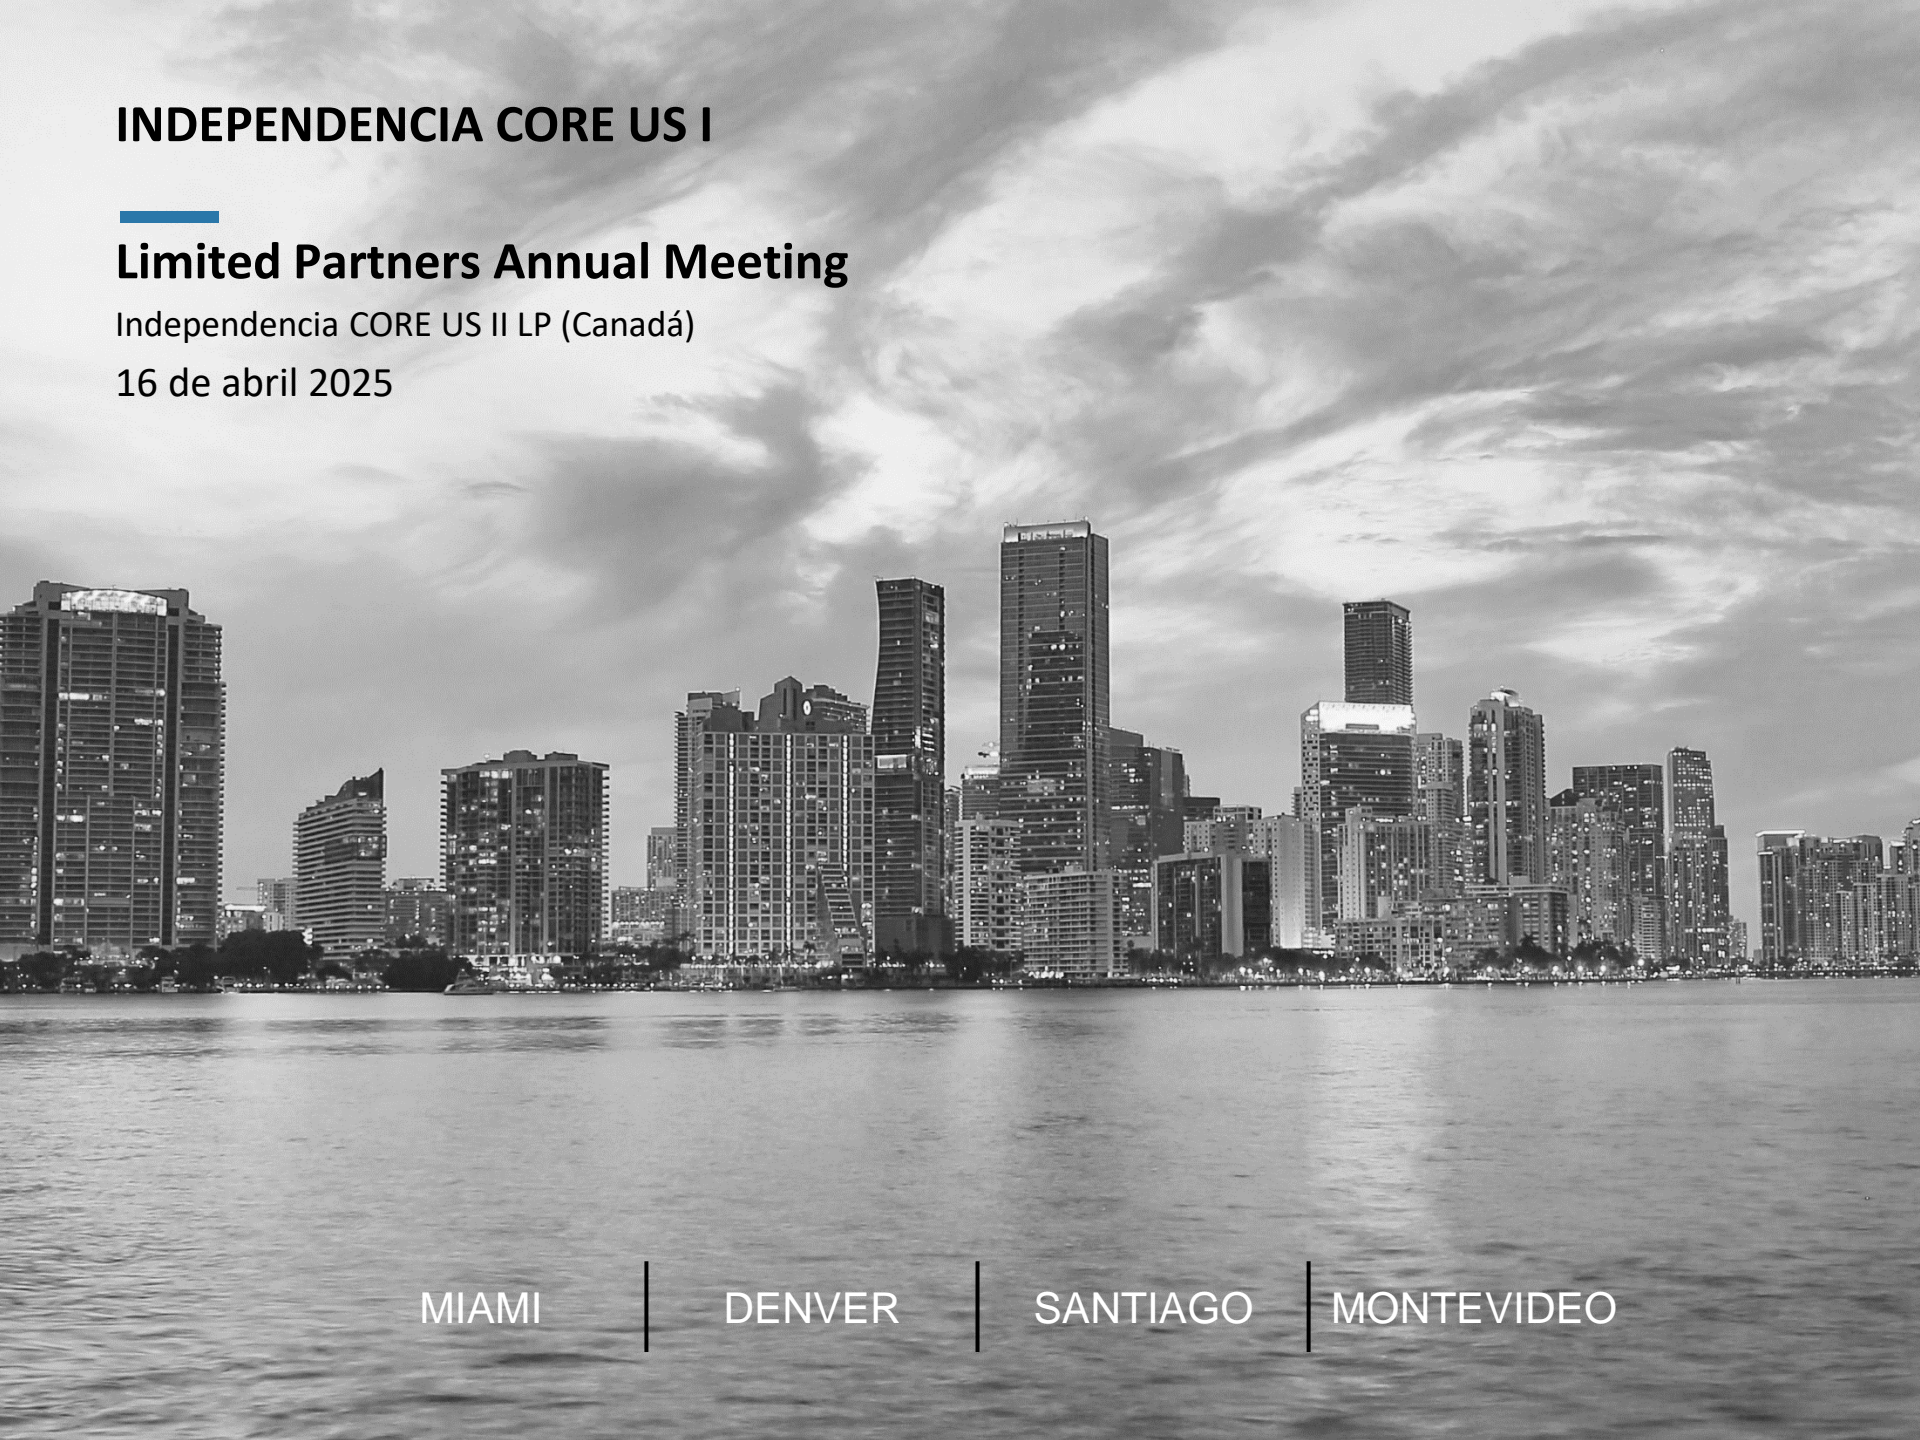 INDEPENDENCIA CORE US I
Limited Partners Annual Meeting
Independencia CORE US II LP (Canadá)
16 de abril 2025
MIAMI
DENVER
SANTIAGO
MONTEVIDEO